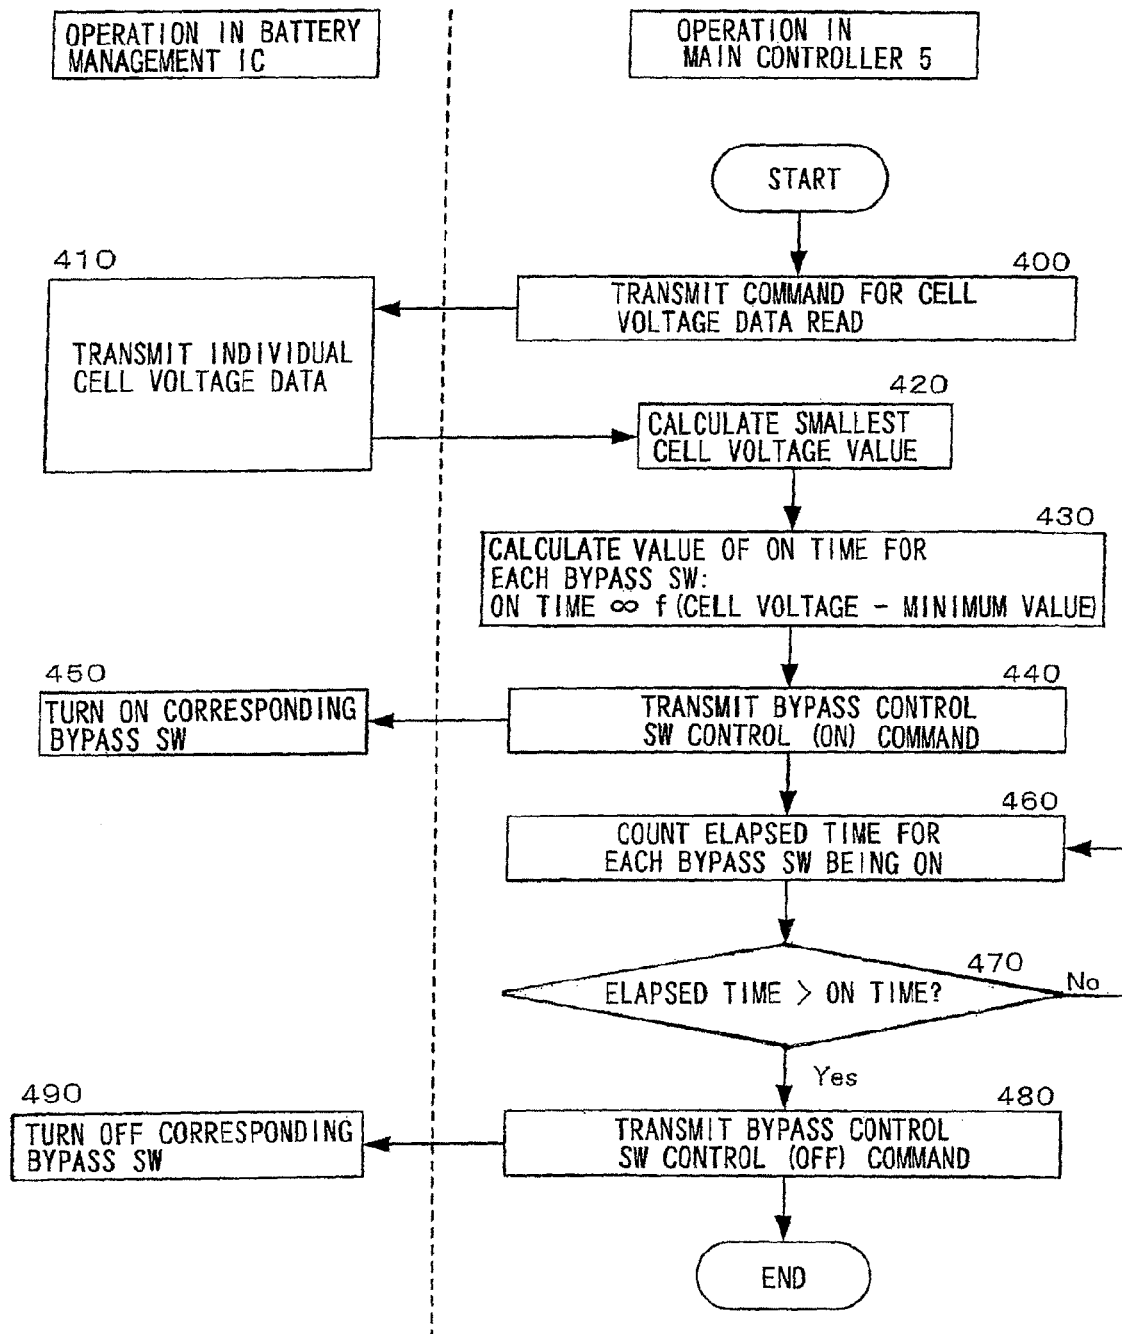 OPERATION IN BATTERY
MANAGEMENT IC
OPERATION IN
MAIN CONTROLLER 5
START
410
400
TRANSMIT COMMAND FOR CELL
VOLTAGE DATA READ
TRANSMIT INDIVIDUAL
CELL VOLTAGE DATA
420
CALCULATE SMALLEST
CELL VOLTAGE VALUE
430
CALCULATE VALUE OF ON TIME FOR
EACH BYPASS SW:
ON TIME ∞ f (CELL VOLTAGE - MINIMUM VALUE)
450
TURN ON CORRESPONDING
BYPASS SW
440
TRANSMIT BYPASS CONTROL
SW CONTROL (ON) COMMAND
460
COUNT ELAPSED TIME FOR
EACH BYPASS SW BEING ON
470
ELAPSED TIME > ON TIME?
No
Yes
490
TURN OFF CORRESPONDING
BYPASS SW
480
TRANSMIT BYPASS CONTROL
SW CONTROL (OFF) COMMAND
END